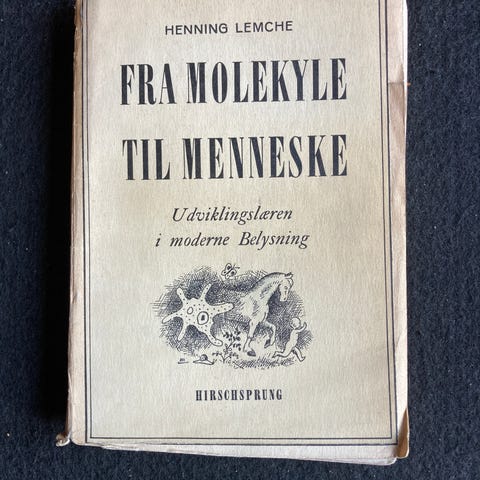 HENNING LEMCHE
FRA MOLEKYLE
TIL MENNESKE
Udviklingslæren
i moderne Belysning
HIRSCHSPRUNG